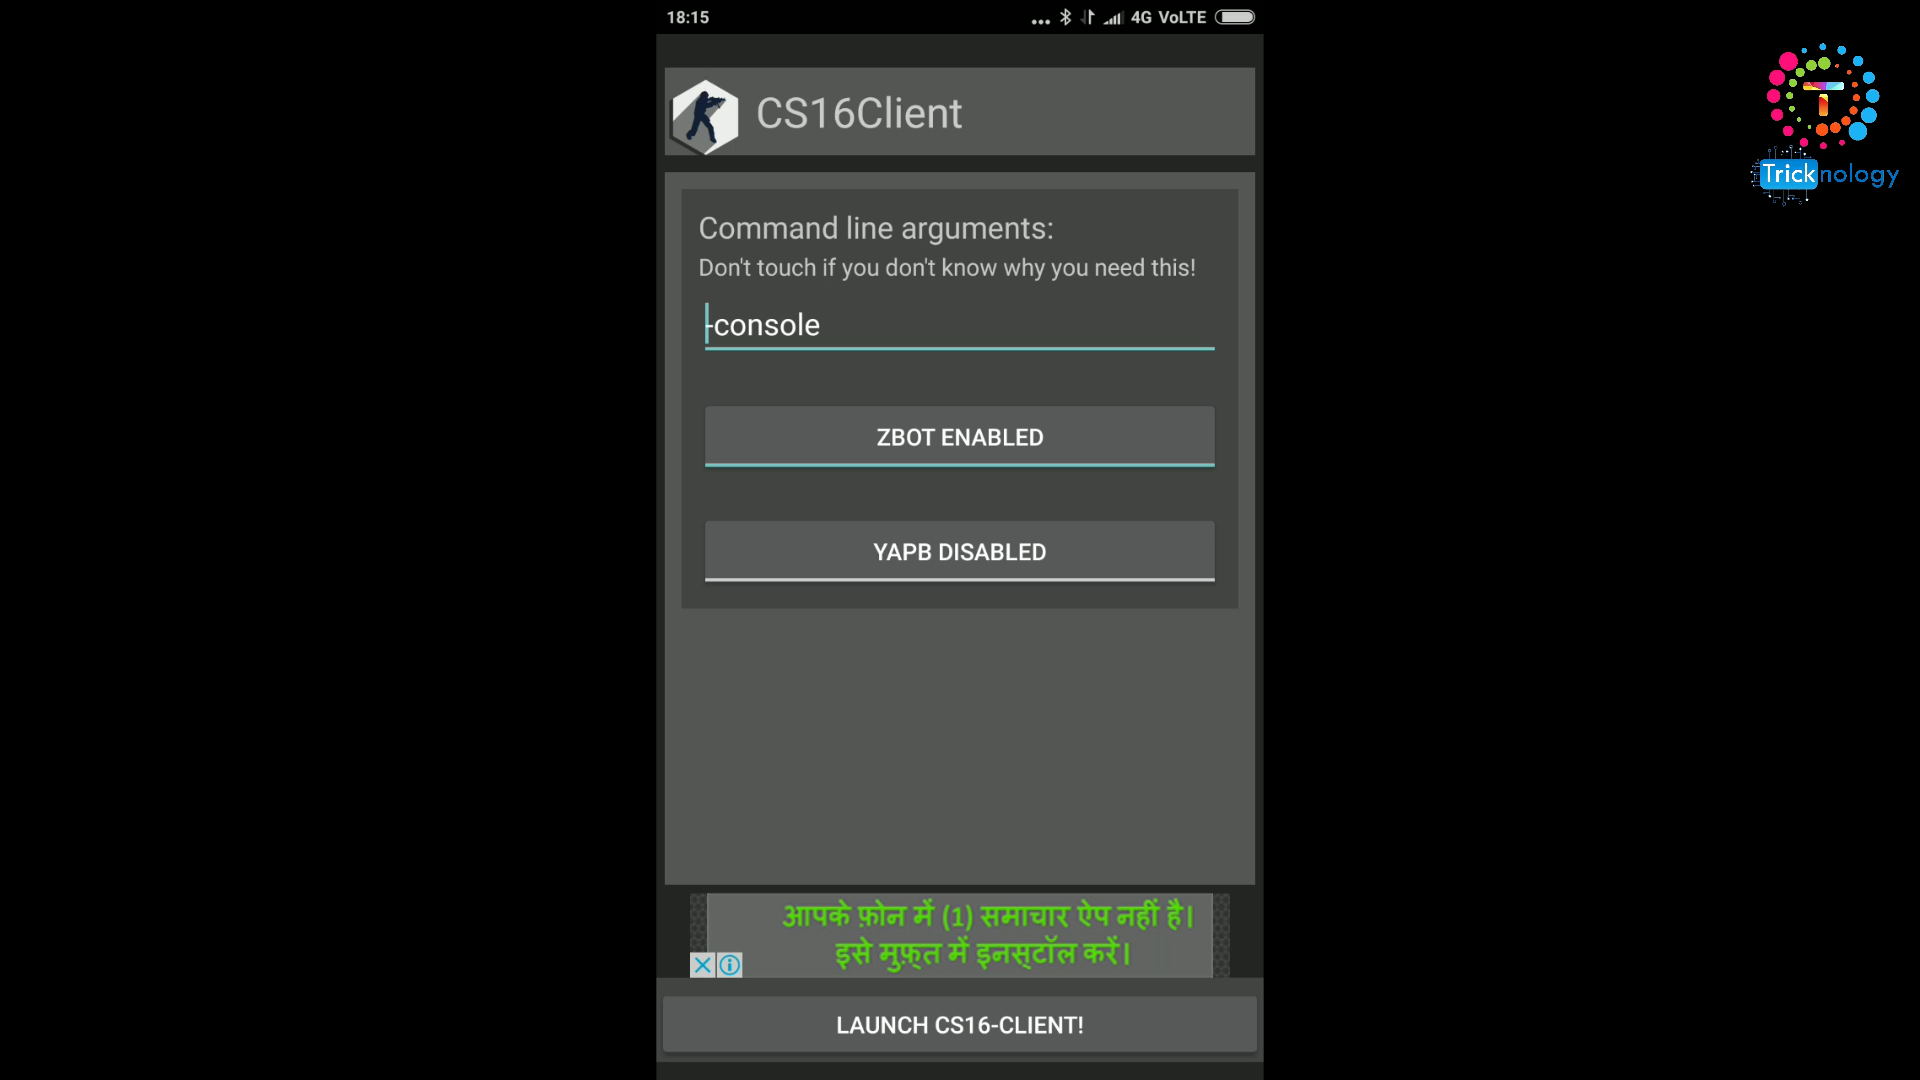 18:15
4G VoLTE
T
Tricknology
CS16Client
Command line arguments:
Don't touch if you don't know why you need this!
-console
ZBOT ENABLED
YAPB DISABLED
आपके फ़ोन में (1) समाचार ऐप नहीं है।
इसे मुफ़्त में इनस्टॉल करें।
LAUNCH CS16-CLIENT!